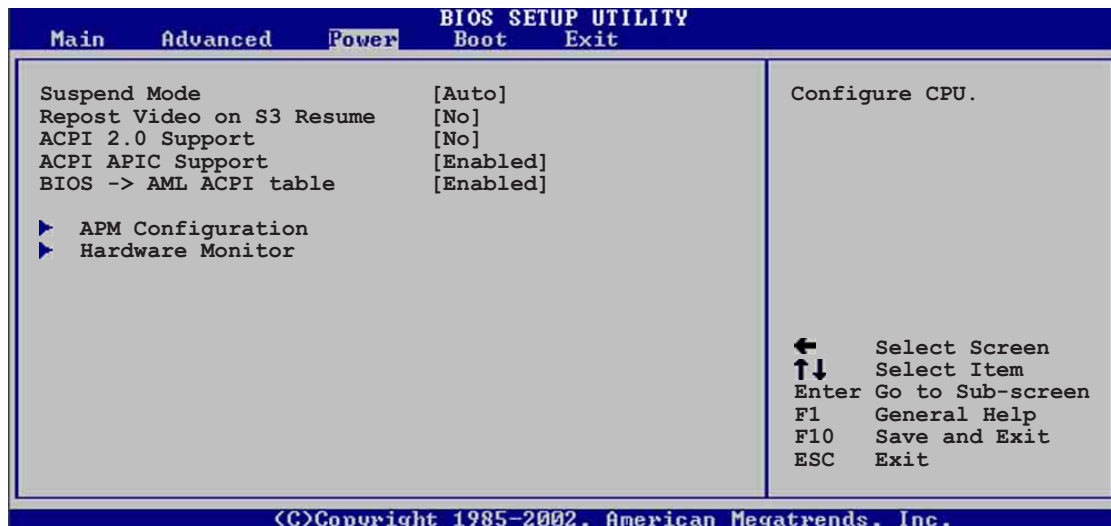 BIOS SETUP UTILITY
Main Advanced Power Boot Exit
Suspend Mode [Auto]
Repost Video on S3 Resume [No]
ACPI 2.0 Support [No]
ACPI APIC Support [Enabled]
BIOS -> AML ACPI table [Enabled]
APM Configuration
Hardware Monitor
Configure CPU.
← Select Screen
↑↓ Select Item
Enter Go to Sub-screen
F1 General Help
F10 Save and Exit
ESC Exit
(C)Copyright 1985-2002, American Megatrends, Inc.